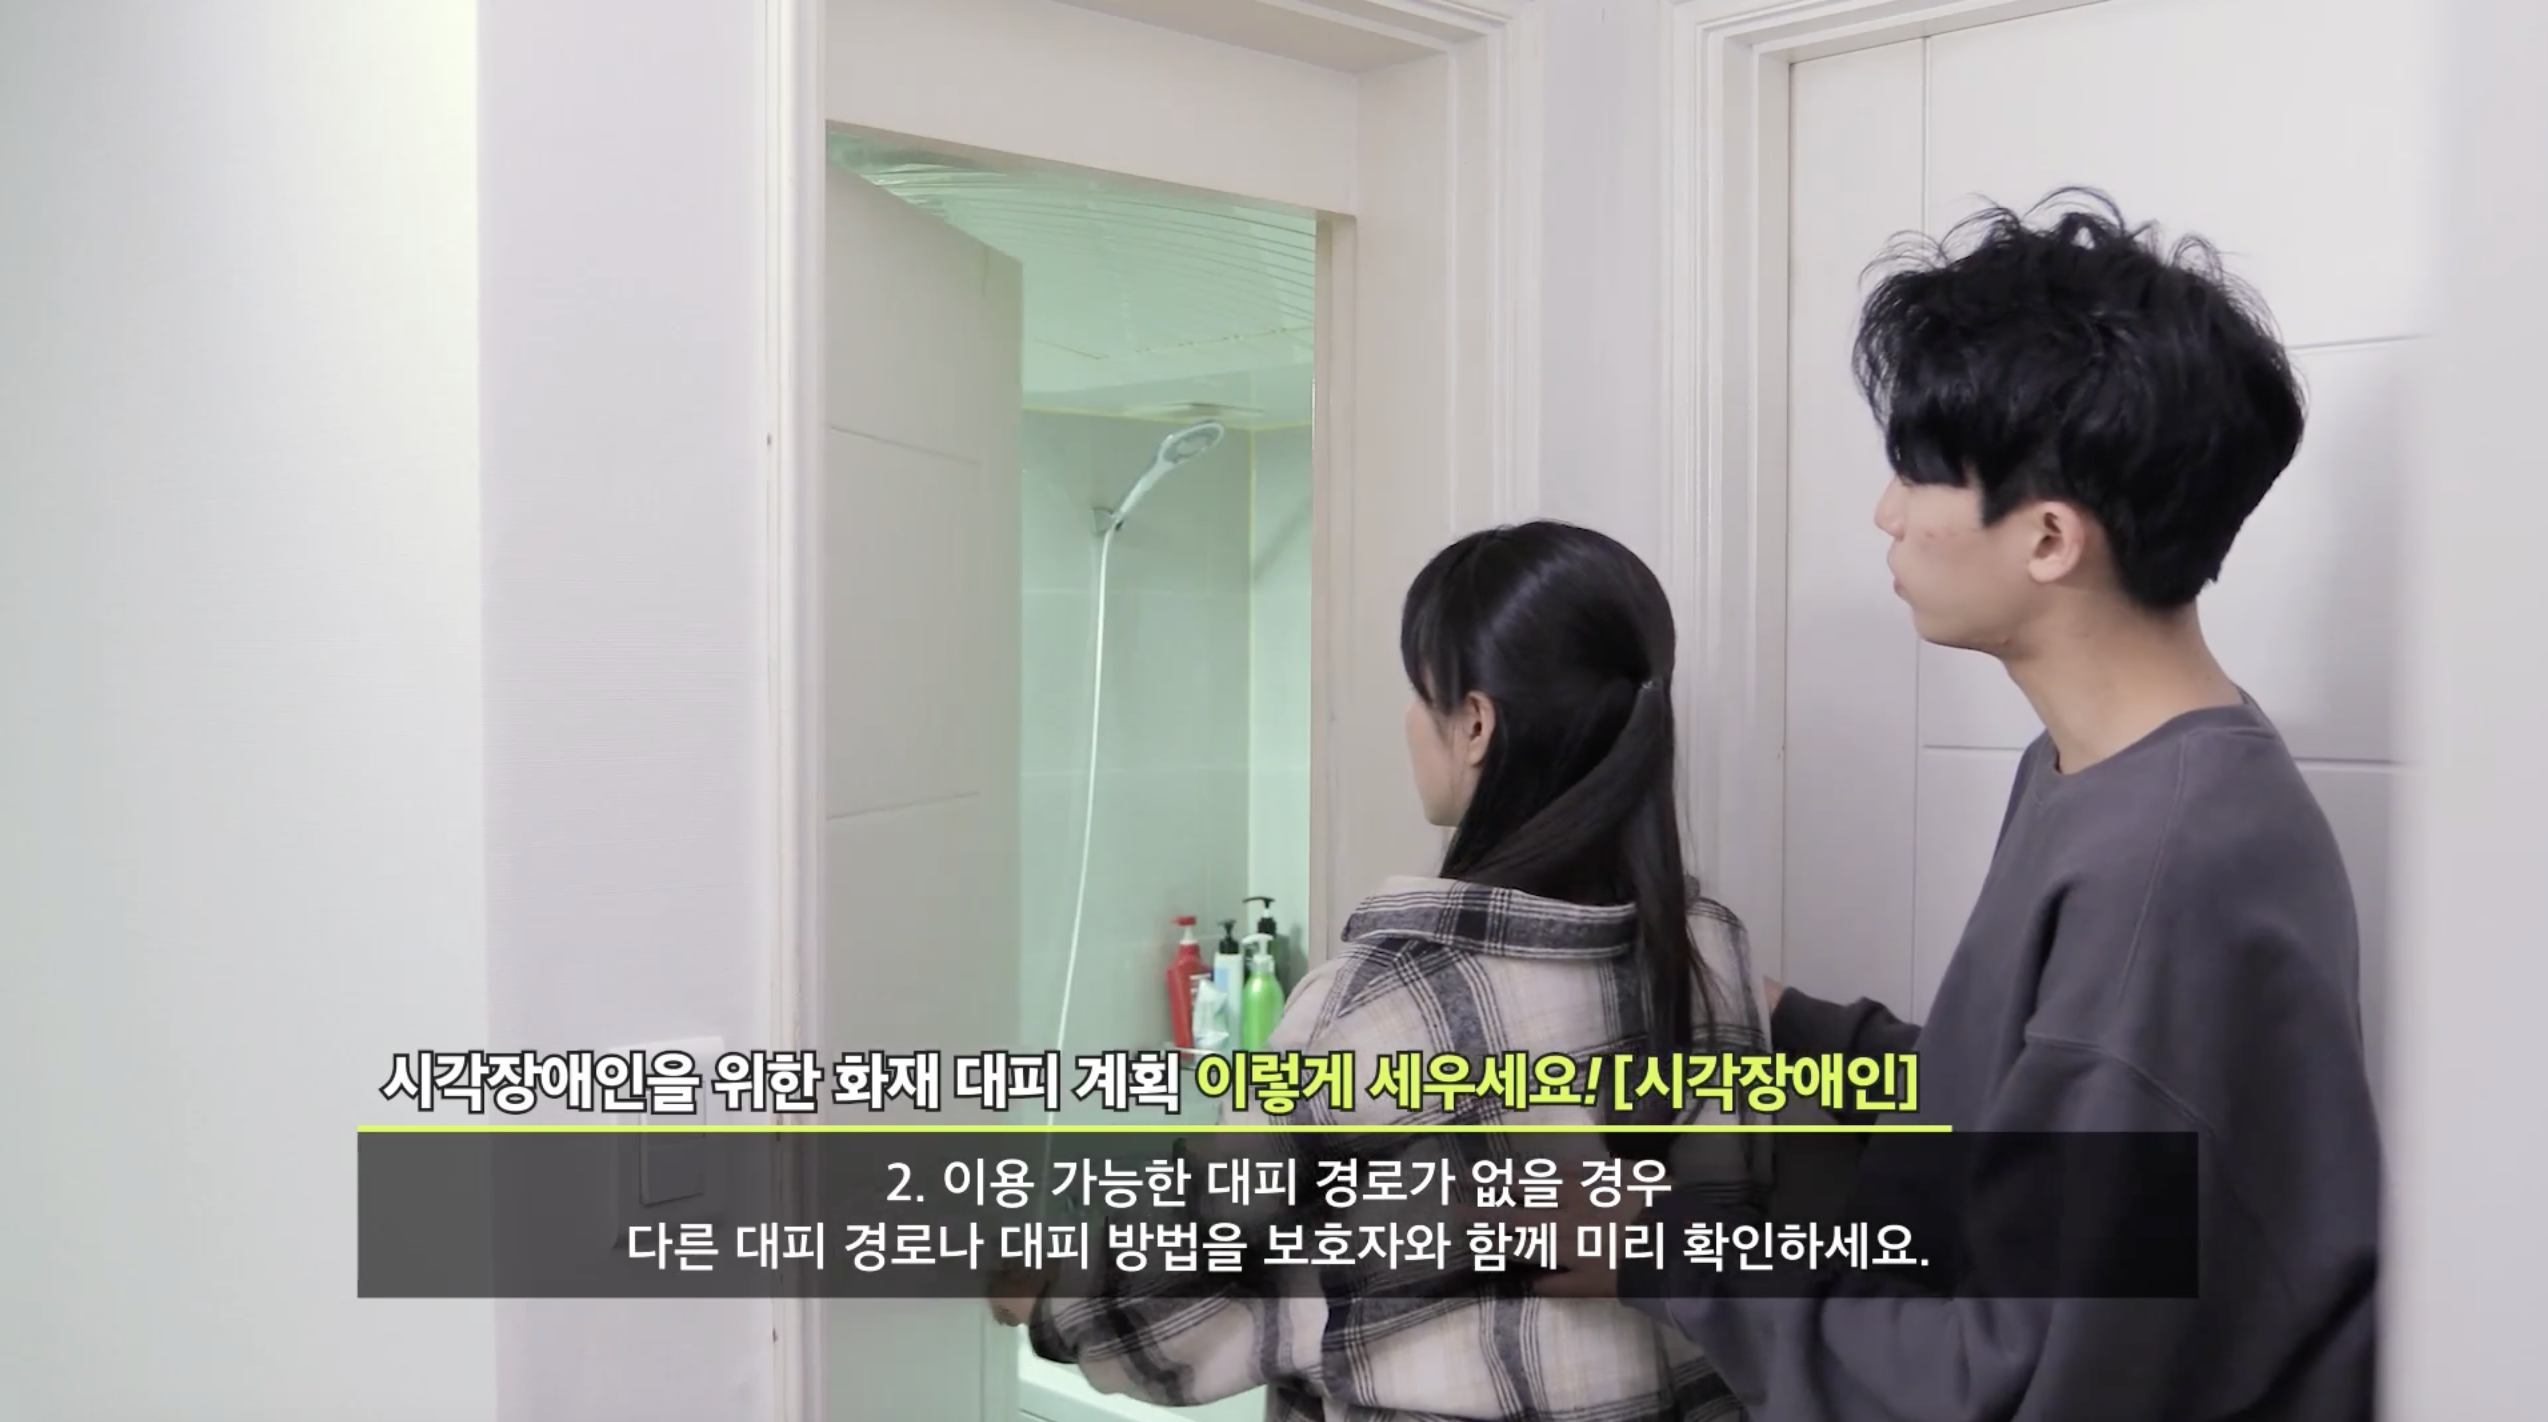 시각장애인을 위한 화재 대피 계획 이렇게 세우세요! [시각장애인]
2. 이용 가능한 대피 경로가 없을 경우
다른 대피 경로나 대피 방법을 보호자와 함께 미리 확인하세요.